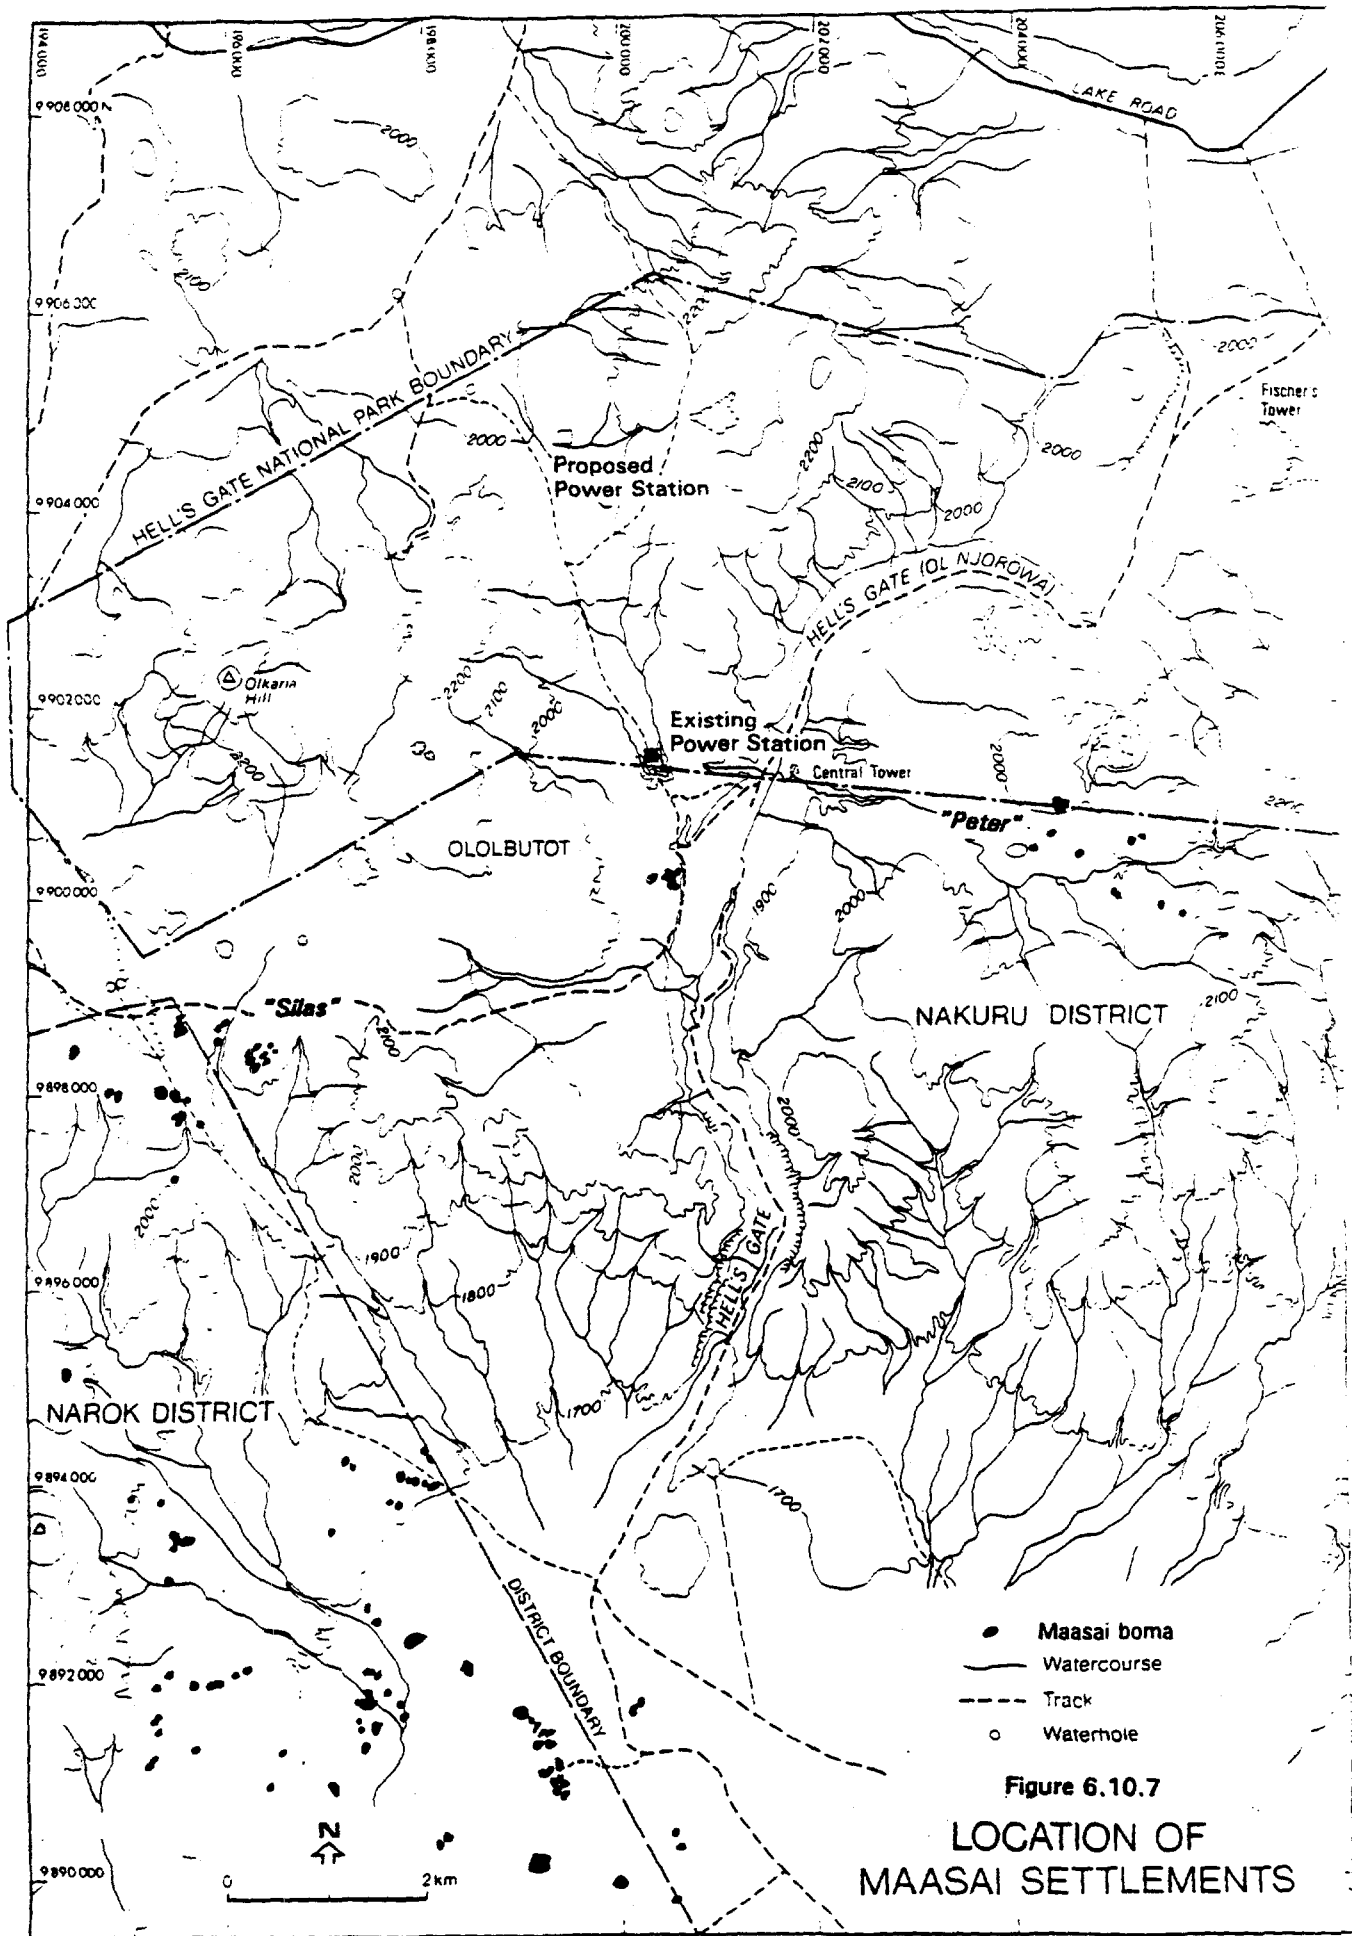 194 000
196 000
198 000
200 000
202 000
204 000
206 000
LAKE ROAD
9 908 000 N
2000
2100
9 906 000
2000
HELL'S GATE NATIONAL PARK BOUNDARY
Fischer's
Tower
2000
2200
2000
Proposed
Power Station
2100
2000
9 904 000
HELL'S GATE (OL NJOROWA)
Olkaria
Hill
2200
2100
2000
9 902 000
Existing
Power Station
2200
2000
Central Tower
2200
"Peter"
OLOLBUTOT
9 900 000
1900
2000
"Silas"
2100
NAKURU DISTRICT
2100
9 898 000
2000
2000
2000
1900
HELL'S GATE
9 896 000
1800
NAROK DISTRICT
1700
9 894 000
1700
DISTRICT BOUNDARY
9 892 000
Maasai boma
Watercourse
Track
Waterhole
Figure 6.10.7
LOCATION OF
MAASAI SETTLEMENTS
N
9 890 000
0
2 km